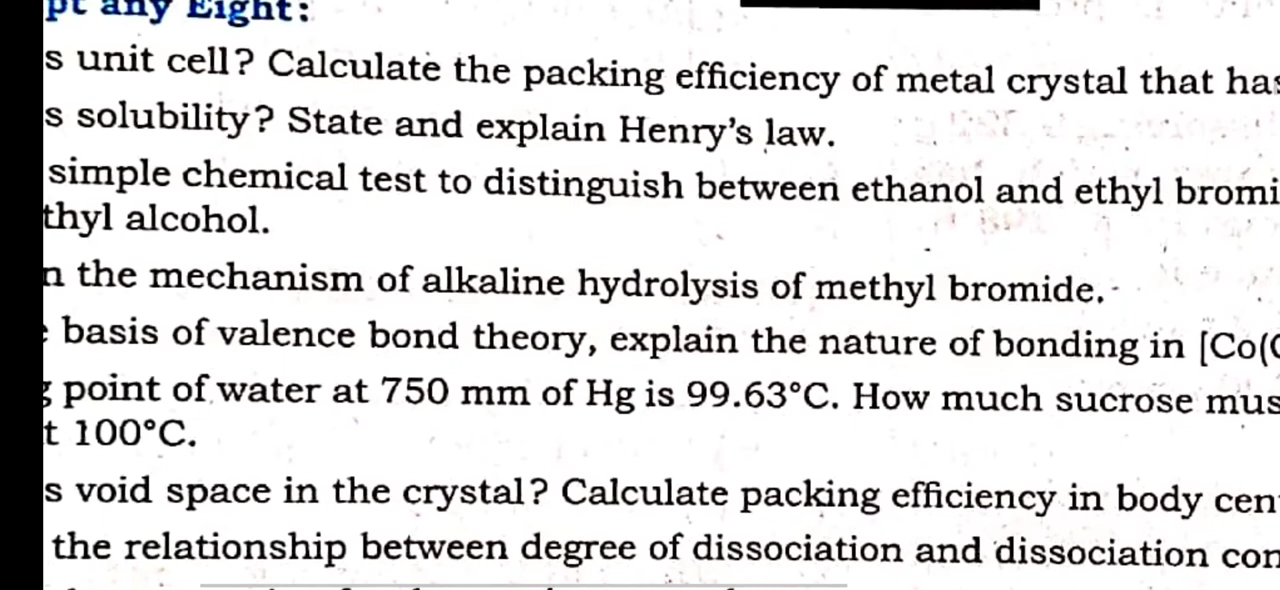 pt any Eight:
s unit cell? Calculate the packing efficiency of metal crystal that has
s solubility? State and explain Henry's law.
simple chemical test to distinguish between ethanol and ethyl bromi
thyl alcohol.
n the mechanism of alkaline hydrolysis of methyl bromide.
basis of valence bond theory, explain the nature of bonding in [Co(
g point of water at 750 mm of Hg is 99.63°C. How much sucrose mus
t 100°C.
s void space in the crystal? Calculate packing efficiency in body cen
the relationship between degree of dissociation and dissociation con